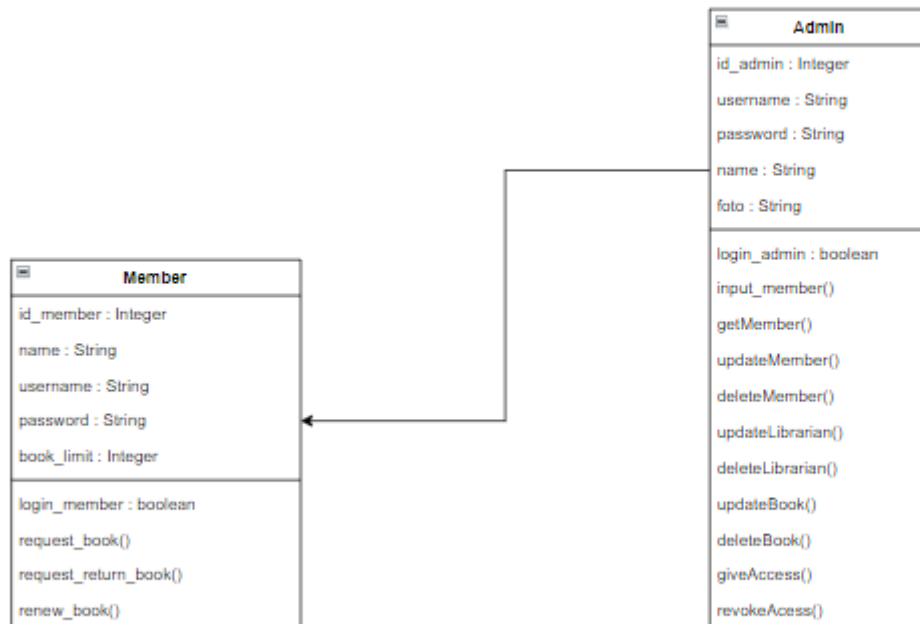 Admin
id_admin : Integer
username : String
password : String
name : String
foto : String
login_admin : boolean
input_member()
getMember()
updateMember()
deleteMember()
updateLibrarian()
deleteLibrarian()
updateBook()
deleteBook()
giveAccess()
revokeAcess()
Member
id_member : Integer
name : String
username : String
password : String
book_limit : Integer
login_member : boolean
request_book()
request_return_book()
renew_book()